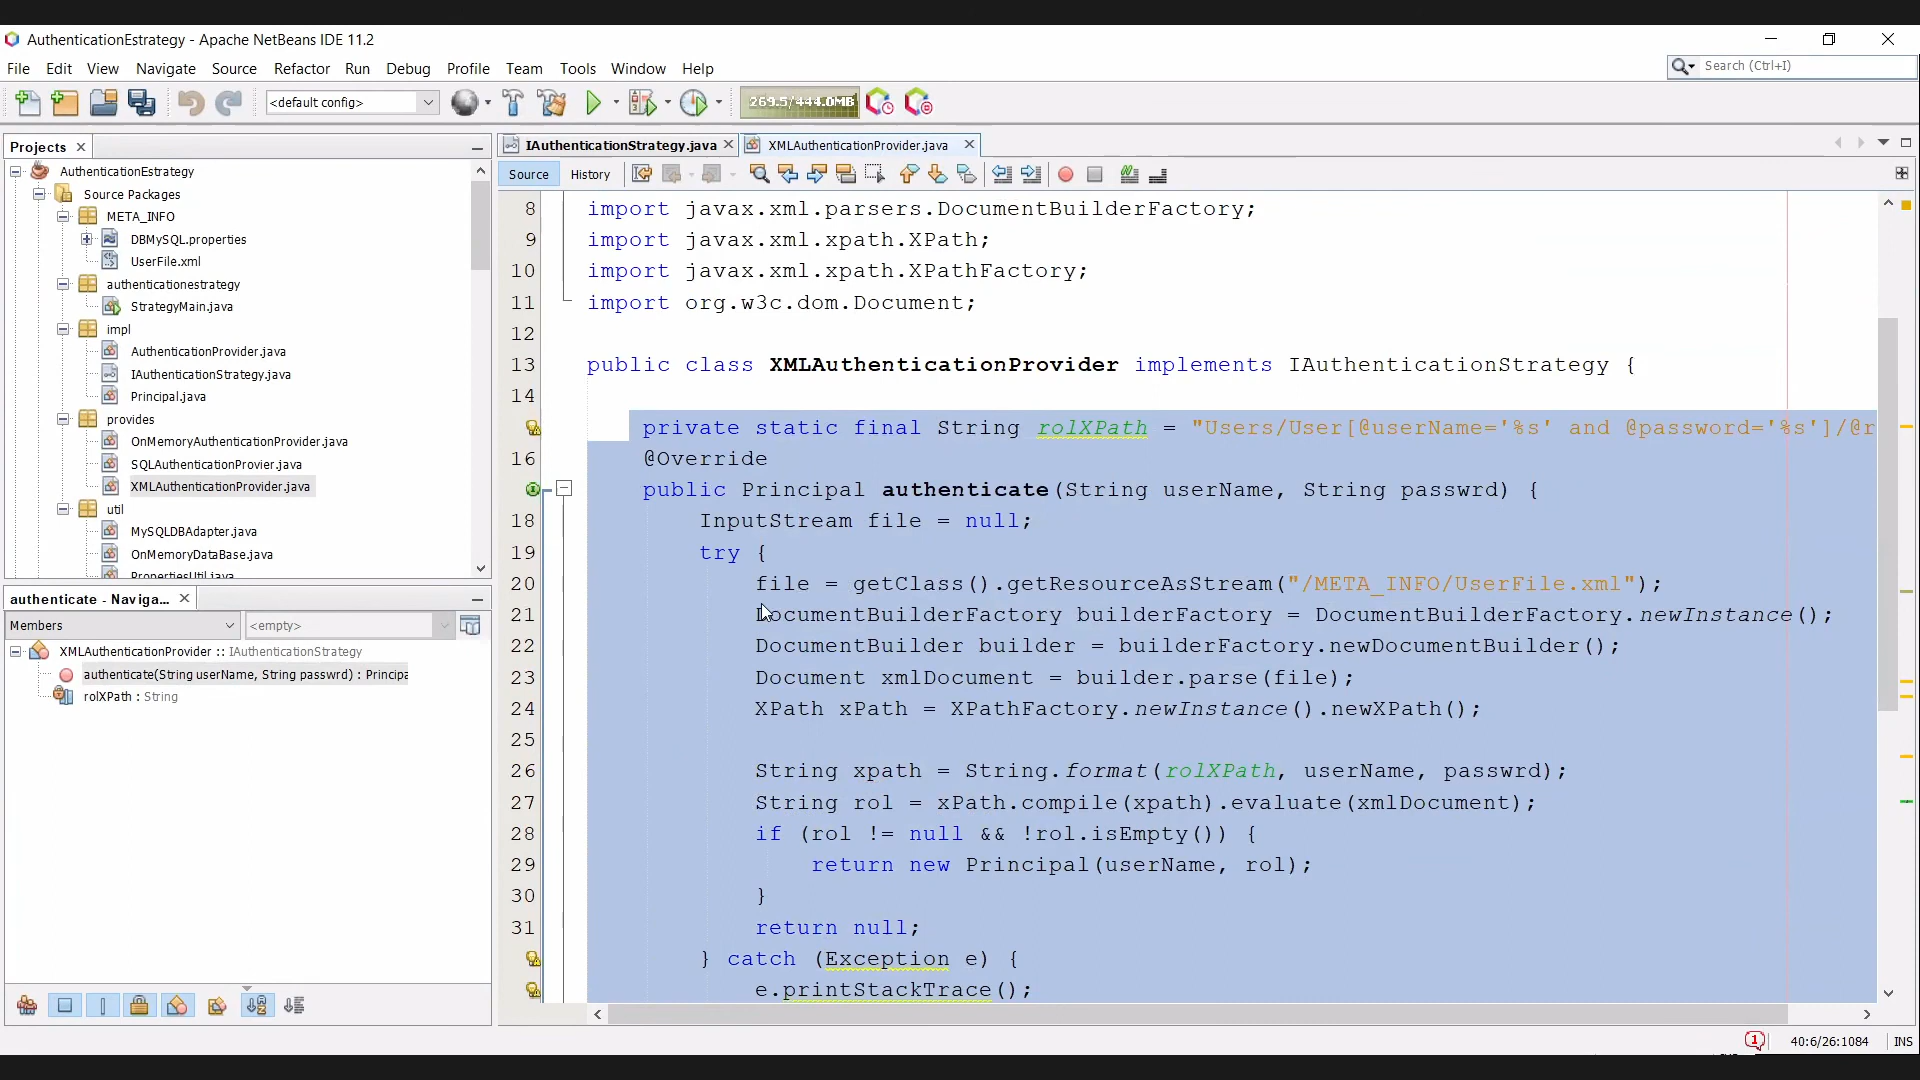 AuthenticationEstrategy - Apache NetBeans IDE 11.2
File Edit View Navigate Source Refactor Run Debug Profile Team Tools Window Help
Search (Ctrl+I)
<default config>
269.5/444.0MB
Projects
AuthenticationEstrategy
Source Packages
META_INFO
DBMySQL.properties
UserFile.xml
authenticationestrategy
StrategyMain.java
impl
AuthenticationProvider.java
IAuthenticationStrategy.java
Principal.java
provides
OnMemoryAuthenticationProvider.java
SQLAuthenticationProvier.java
XMLAuthenticationProvider.java
util
MySQLDBAdapter.java
OnMemoryDataBase.java
PropertiesUtil.java
authenticate - Naviga...
Members
<empty>
XMLAuthenticationProvider :: IAuthenticationStrategy
authenticate(String userName, String passwrd) : Principa
rolXPath : String
IAuthenticationStrategy.java
XMLAuthenticationProvider.java
Source History
8 import javax.xml.parsers.DocumentBuilderFactory;
9 import javax.xml.xpath.XPath;
10 import javax.xml.xpath.XPathFactory;
11 import org.w3c.dom.Document;
12
13 public class XMLAuthenticationProvider implements IAuthenticationStrategy {
14
private static final String rolXPath = "Users/User[@userName='%s' and @password='%s']/@r
16 @Override
public Principal authenticate(String userName, String passwrd) {
18 InputStream file = null;
19 try {
20 file = getClass().getResourceAsStream("/META_INFO/UserFile.xml");
21 DocumentBuilderFactory builderFactory = DocumentBuilderFactory.newInstance();
22 DocumentBuilder builder = builderFactory.newDocumentBuilder();
23 Document xmlDocument = builder.parse(file);
24 XPath xPath = XPathFactory.newInstance().newXPath();
25
26 String xpath = String.format(rolXPath, userName, passwrd);
27 String rol = xPath.compile(xpath).evaluate(xmlDocument);
28 if (rol != null && !rol.isEmpty()) {
29 return new Principal(userName, rol);
30 }
31 return null;
} catch (Exception e) {
e.printStackTrace();
1
40:6/26:1084
INS